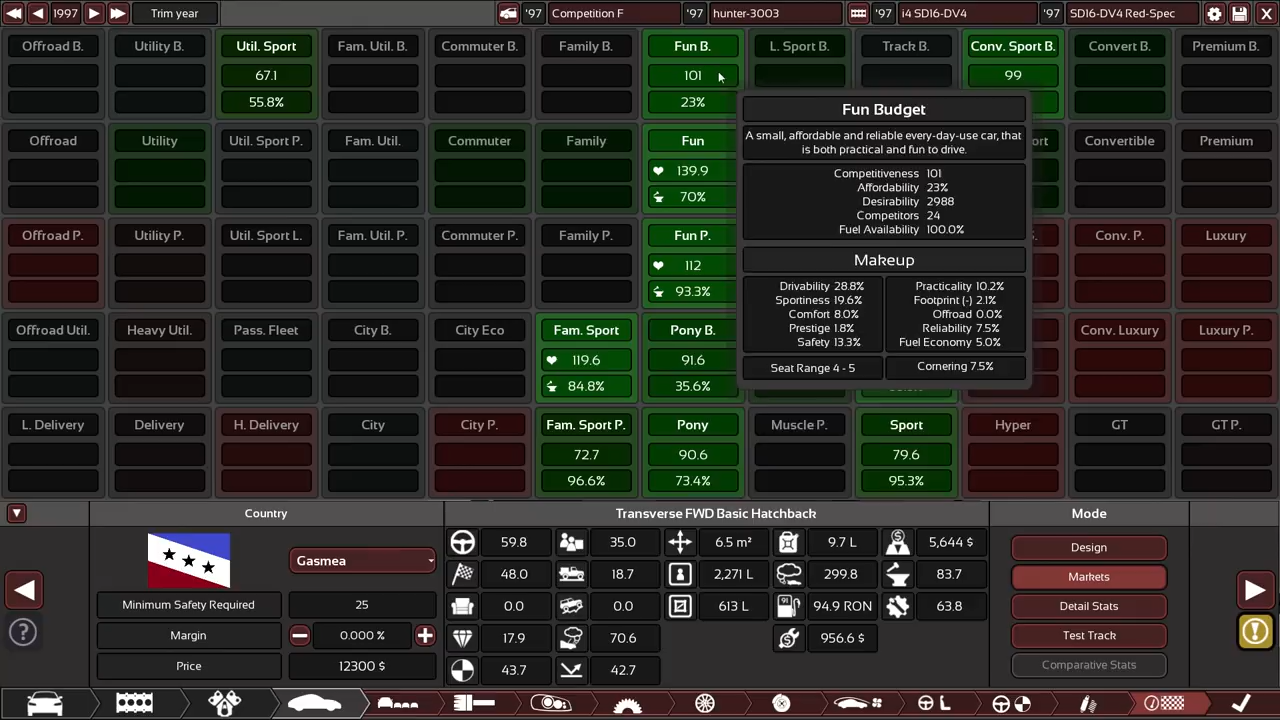 1997
Trim year
'97
Competition F
'97
hunter-3003
'97
i4 SD16-DV4
'97
SD16-DV4 Red-Spec
Offroad B.
Utility B.
Util. Sport
Fam. Util. B.
Commuter B.
Family B.
Fun B.
L. Sport B.
Track B.
Conv. Sport B.
Convert B.
Premium B.
67.1
101
99
55.8%
23%
Fun Budget
A small, affordable and reliable every-day-use car, that
is both practical and fun to drive.
Offroad
Utility
Util. Sport P.
Fam. Util.
Commuter
Family
Fun
Convertible
Premium
139.9
70%
Competitiveness 101
Affordability 23%
Desirability 2988
Competitors 24
Fuel Availability 100.0%
Offroad P.
Utility P.
Util. Sport L.
Fam. Util. P.
Commuter P.
Family P.
Fun P.
Conv. P.
Luxury
112
93.3%
Makeup
Drivability 28.8%
Sportiness 19.6%
Comfort 8.0%
Prestige 1.8%
Safety 13.3%
Practicality 10.2%
Footprint (-) 2.1%
Offroad 0.0%
Reliability 7.5%
Fuel Economy 5.0%
Seat Range 4 - 5
Cornering 7.5%
Offroad Util.
Heavy Util.
Pass. Fleet
City B.
City Eco
Fam. Sport
Pony B.
Conv. Luxury
Luxury P.
119.6
91.6
84.8%
35.6%
L. Delivery
Delivery
H. Delivery
City
City P.
Fam. Sport P.
Pony
Muscle P.
Sport
Hyper
GT
GT P.
72.7
90.6
79.6
96.6%
73.4%
95.3%
Country
Gasmea
Minimum Safety Required
25
Margin
0.000 %
Price
12300 $
Transverse FWD Basic Hatchback
59.8
35.0
6.5 m²
9.7 L
5,644 $
48.0
18.7
2,271 L
299.8
83.7
0.0
0.0
613 L
91
94.9 RON
63.8
17.9
70.6
956.6 $
43.7
42.7
Mode
Design
Markets
Detail Stats
Test Track
Comparative Stats